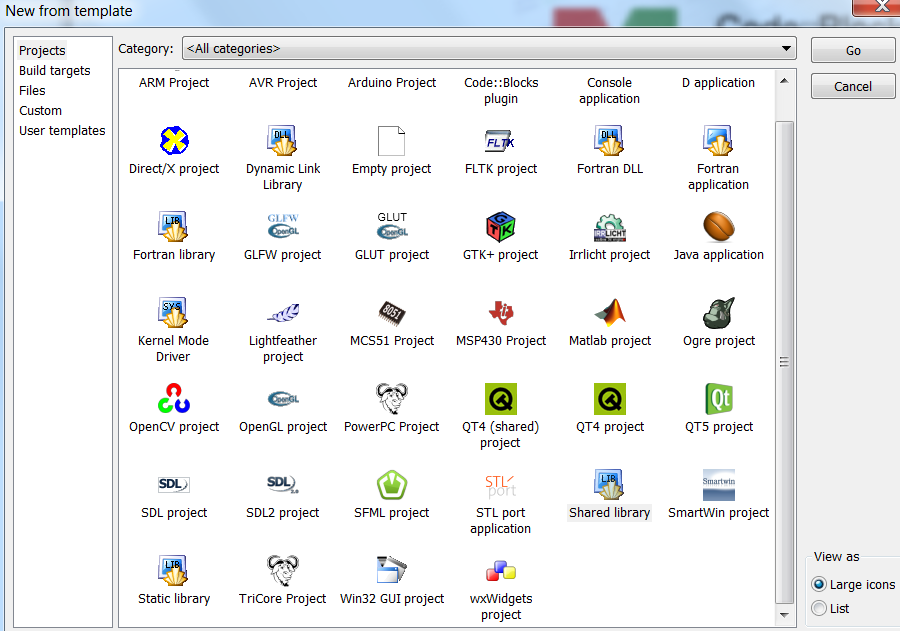 New from template
Code::Blocks
Projects
Build targets
Files
Custom
User templates
Category:
<All categories>
Go
Cancel
ARM Project
AVR Project
Arduino Project
Code::Blocks
plugin
Console
application
D application
DLL
FLTK
DLL
Direct/X project
Dynamic Link
Library
Empty project
FLTK project
Fortran DLL
Fortran
application
LIB
GLFW
OpenGL
GLUT
OpenGL
GTK
IRRLICHT
Fortran library
GLFW project
GLUT project
GTK+ project
Irrlicht project
Java application
SYS
8051
Kernel Mode
Driver
Lightfeather
project
MCS51 Project
MSP430 Project
Matlab project
Ogre project
OpenGL
Qt
OpenCV project
OpenGL project
PowerPC Project
QT4 (shared)
project
QT4 project
QT5 project
SDL
SDL 2.0
STL
port
LIB
Smartwin
SDL project
SDL2 project
SFML project
STL port
application
Shared library
SmartWin project
LIB
Static library
TriCore Project
Win32 GUI project
wxWidgets
project
View as
Large icons
List